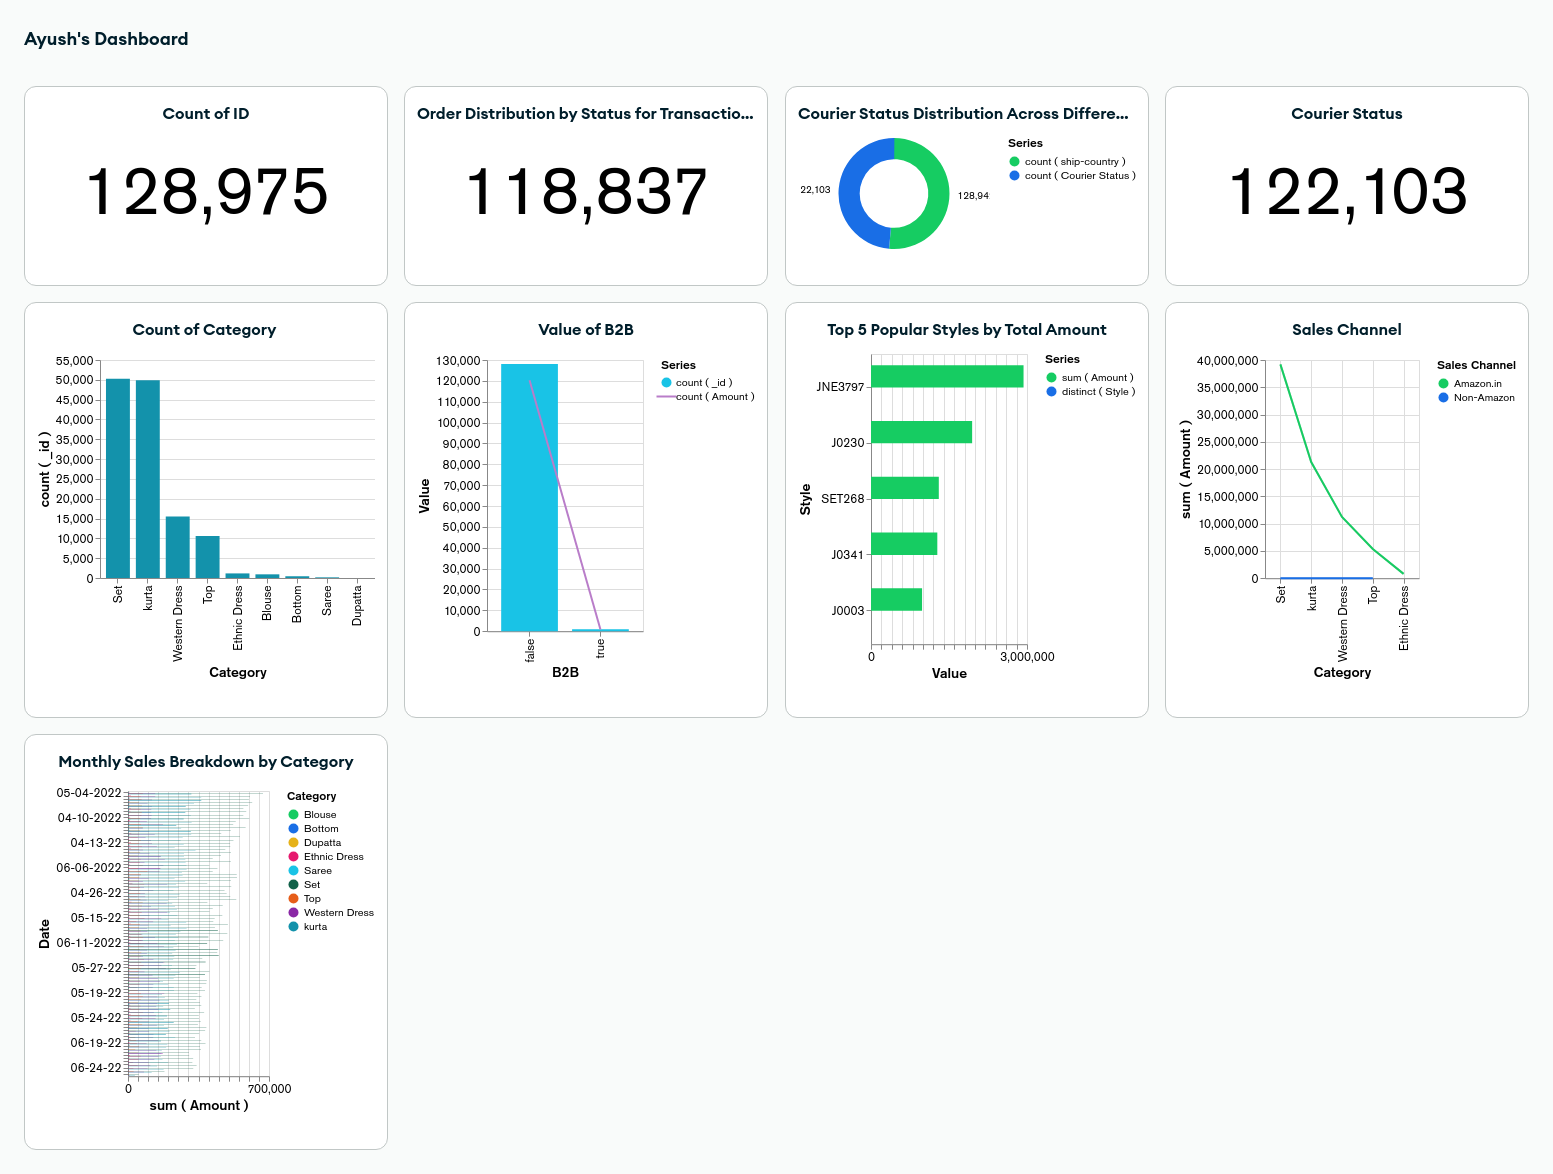 Ayush's Dashboard
Count of ID
128,975
Order Distribution by Status for Transactio...
118,837
Courier Status Distribution Across Differe...
Series
count ( ship-country )
count ( Courier Status )
22,103
128,94
Courier Status
122,103
Count of Category
55,000
50,000
45,000
40,000
35,000
30,000
25,000
20,000
15,000
10,000
5,000
0
count ( _id )
Set
kurta
Western Dress
Top
Ethnic Dress
Blouse
Bottom
Saree
Dupatta
Category
Value of B2B
130,000
120,000
110,000
100,000
90,000
80,000
70,000
60,000
50,000
40,000
30,000
20,000
10,000
0
Value
false
true
B2B
Series
count ( _id )
count ( Amount )
Top 5 Popular Styles by Total Amount
JNE3797
J0230
SET268
J0341
J0003
Style
0
3,000,000
Value
Series
sum ( Amount )
distinct ( Style )
Sales Channel
40,000,000
35,000,000
30,000,000
25,000,000
20,000,000
15,000,000
10,000,000
5,000,000
0
sum ( Amount )
Set
kurta
Western Dress
Top
Ethnic Dress
Category
Sales Channel
Amazon.in
Non-Amazon
Monthly Sales Breakdown by Category
05-04-2022
04-10-2022
04-13-22
06-06-2022
04-26-22
05-15-22
06-11-2022
05-27-22
05-19-22
05-24-22
06-19-22
06-24-22
Date
0
700,000
sum ( Amount )
Category
Blouse
Bottom
Dupatta
Ethnic Dress
Saree
Set
Top
Western Dress
kurta